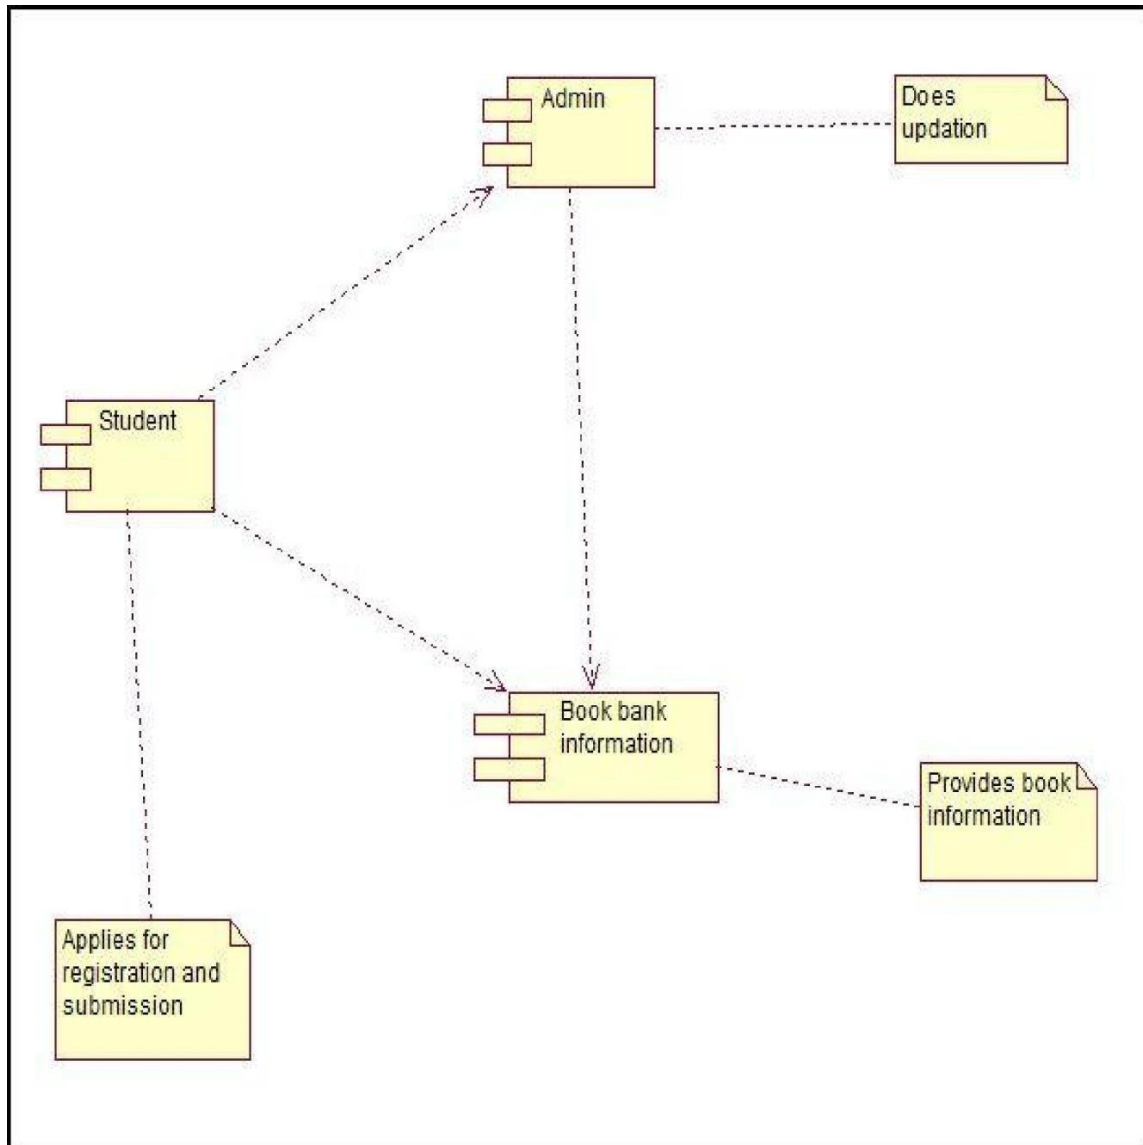 Admin
Does
updation
Student
Book bank
information
Provides book
information
Applies for
registration and
submission